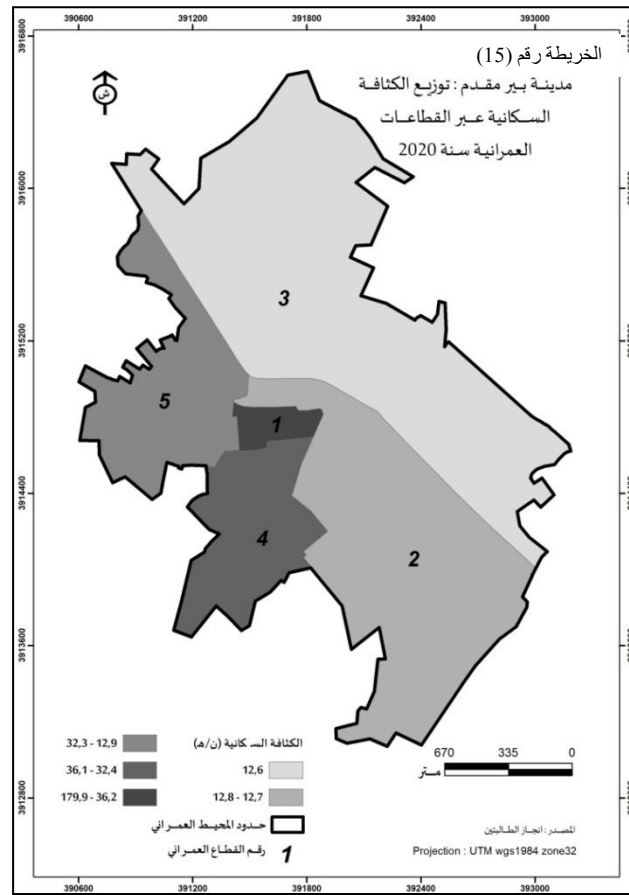 390600 391200 391800 392400 393000
3916800
الخريطة رقم (15)
مدينة بير مقدم : توزيع الكثافة
السكانية عبر القطاعات
العمرانية سنة 2020
ش
3916000
3
3915200
5
1
3914400
4
2
3913600
الكثافة السكانية (ن/ه)
32,3 - 12,9
12,6
36,1 - 32,4
12,8 - 12,7
179,9 - 36,2
حدود المحيط العمراني
1 رقم القطاع العمراني
670 335 0
متر
3912800
المصدر : انجاز الطالبتين
Projection : UTM wgs1984 zone32
390600 391200 391800 392400 393000